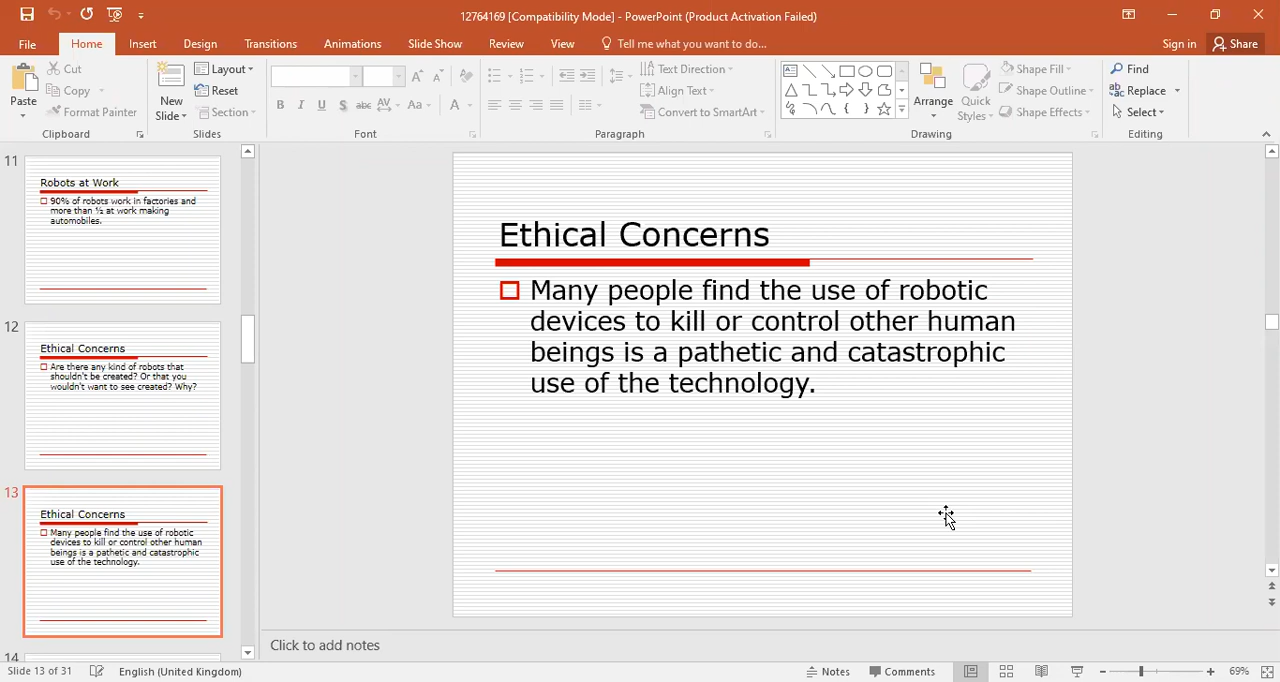 12764169 [Compatibility Mode] - PowerPoint (Product Activation Failed)
File Home Insert Design Transitions Animations Slide Show Review View Tell me what you want to do... Sign in Share
Paste
Cut
Copy
Format Painter
Clipboard
New
Slide
Layout
Reset
Section
Slides
B I U S abc AV Aa A
Font
Text Direction
Align Text
Convert to SmartArt
Paragraph
Arrange
Quick
Styles
Shape Fill
Shape Outline
Shape Effects
Drawing
Find
Replace
Select
Editing
11
Robots at Work
90% of robots work in factories and
more than ½ at work making
automobiles.
12
Ethical Concerns
Are there any kind of robots that
shouldn't be created? Or that you
wouldn't want to see created? Why?
13
Ethical Concerns
Many people find the use of robotic
devices to kill or control other human
beings is a pathetic and catastrophic
use of the technology.
14
Ethical Concerns
Many people find the use of robotic
devices to kill or control other human
beings is a pathetic and catastrophic
use of the technology.
Click to add notes
Slide 13 of 31 English (United Kingdom) Notes Comments 69%